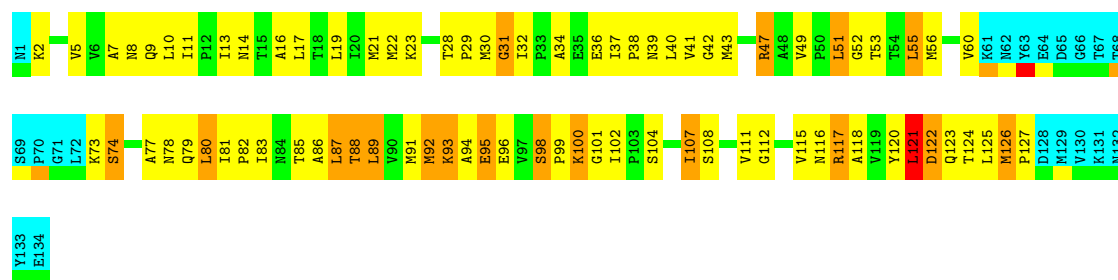 N1 K2 V5 V6 A7 N8 Q9 L10 I11 P12 I13 N14 T15 A16 L17 T18 L19 I20 M21 M22 K23 T28 P29 M30 G31 I32 P33 A34 E35 E36 I37 P38 N39 L40 V41 G42 M43 R47 A48 V49 P50 L51 G52 T53 T54 L55 M56 V60 K61 N62 Y63 E64 D65 G66 T67 T68
S69 P70 G71 L72 K73 S74 A77 N78 Q79 L80 I81 P82 I83 N84 T85 A86 L87 T88 L89 V90 M91 M92 K93 A94 E95 E96 V97 S98 P99 K100 G101 I102 P103 S104 I107 S108 V111 G112 V115 N116 R117 A118 V119 Y120 L121 D122 Q123 T124 L125 M126 P127 D128 M129 V130 K131
Y133 E134